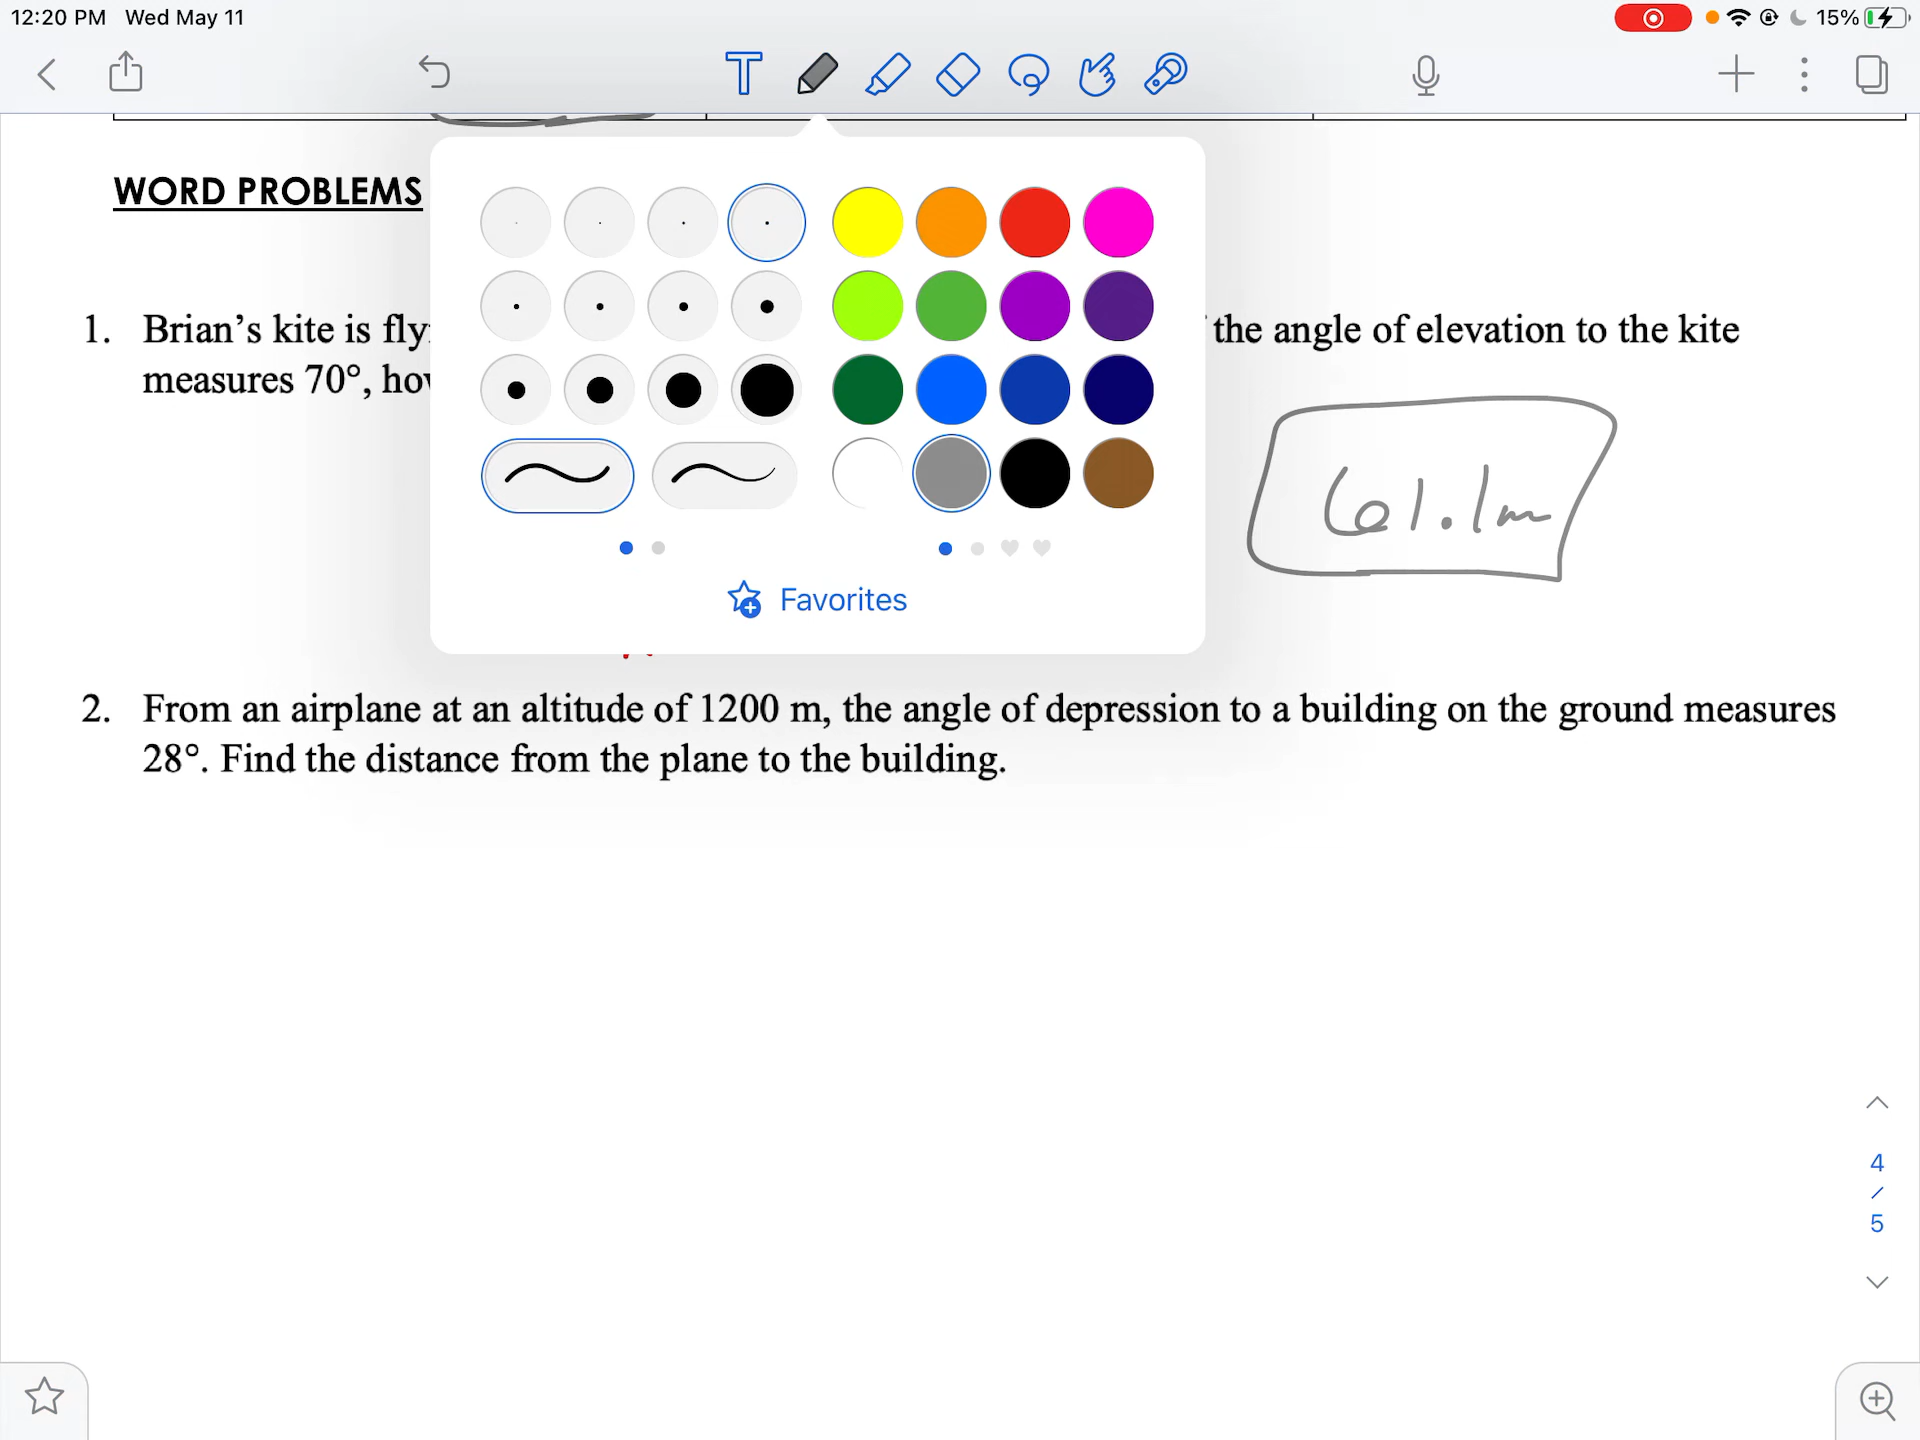 12:20 PM Wed May 11
15%
T
WORD PROBLEMS
1. Brian's kite is fly
the angle of elevation to the kite
measures 70°, how
61.1m
Favorites
2. From an airplane at an altitude of 1200 m, the angle of depression to a building on the ground measures
28°. Find the distance from the plane to the building.
4
/
5